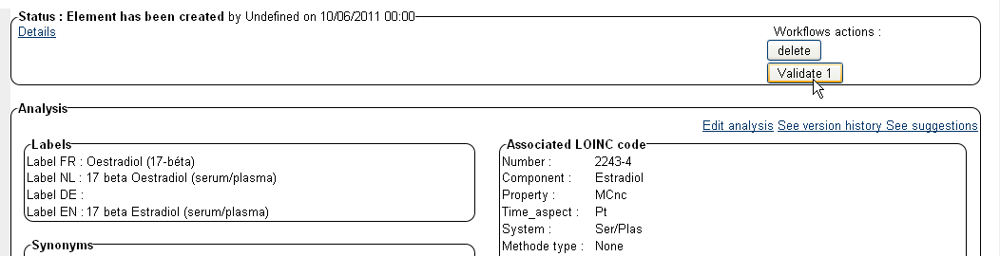 Status : Element has been created by Undefined on 10/06/2011 00:00
Details
Workflows actions :
delete
Validate 1
Analysis
Edit analysis See version history See suggestions
Labels
Label FR : Oestradiol (17-béta)
Label NL : 17 beta Oestradiol (serum/plasma)
Label DE :
Label EN : 17 beta Estradiol (serum/plasma)
Synonyms
Associated LOINC code
Number : 2243-4
Component : Estradiol
Property : MCnc
Time_aspect : Pt
System : Ser/Plas
Methode type : None